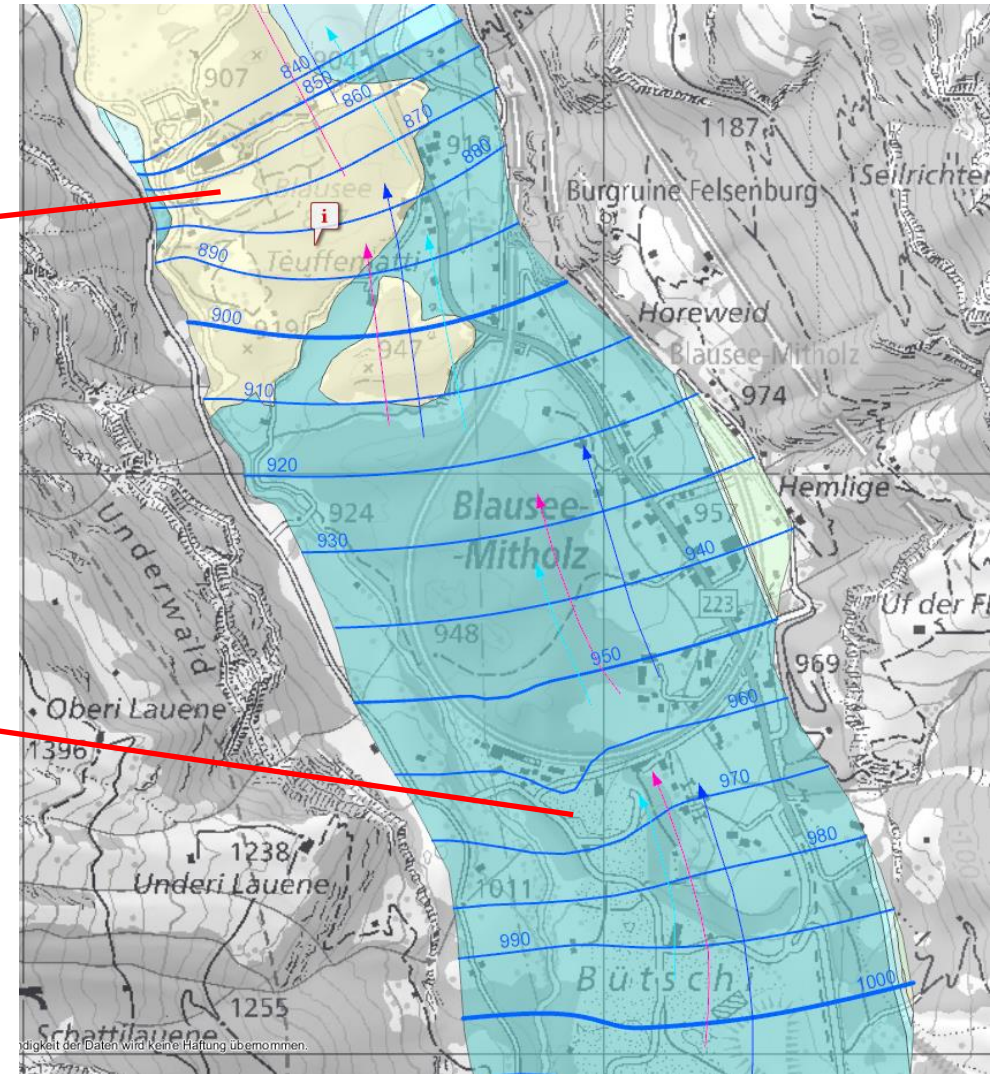 840
904
907
850
860
870
1187
910
880
Seilrichter
Burgruine Felsenburg
Blausee
i
Teuffematti
890
Horeweid
900
919
947
Blausee-Mitholz
910
974
920
Hemlige
Blausee-
-Mitholz
924
957
930
940
Underwald
223
Uf der Fl
948
950
969
Oberi Lauene
960
1396
970
980
1238
Underi Lauene
1011
990
Bütschi
1000
1255
Schattilauene
ndigkeit der Daten wird keine Haftung übernommen.